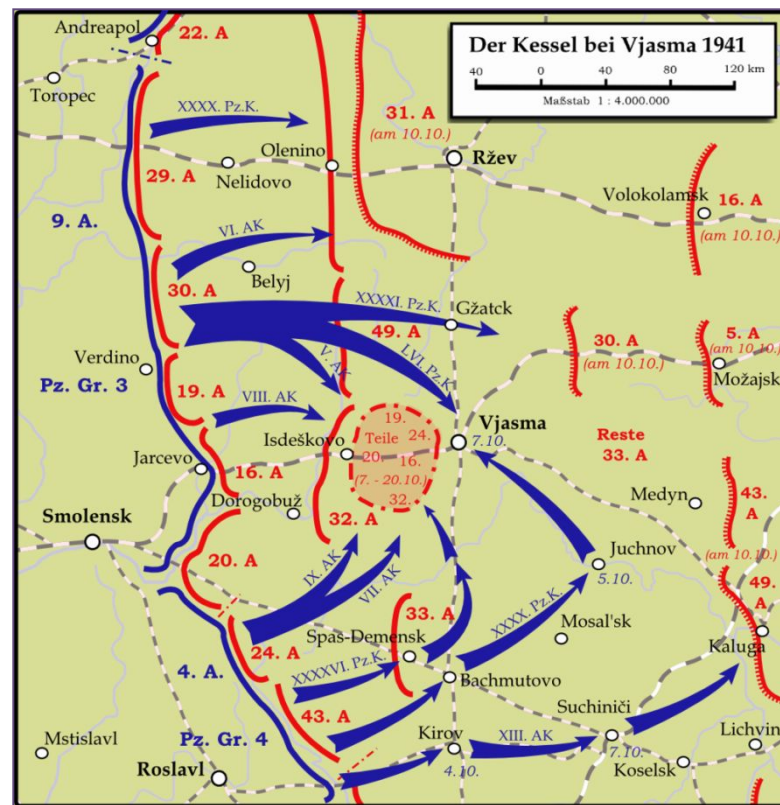 Andreapol
22. A
Der Kessel bei Vjasma 1941
40 0 40 80 120 km
Maßstab 1 : 4.000.000
Toropec
XXXX. Pz.K.
31. A
(am 10.10.)
Olenino
Ržev
Nelidovo
29. A
Volokolamsk
16. A
(am 10.10.)
9. A.
VI. AK
Belyj
30. A
XXXXI. Pz.K.
Gžatck
49. A
30. A
(am 10.10.)
5. A
(am 10.10.)
Možajsk
Verdino
Pz. Gr. 3
19. A
V. AK
LVI. Pz.K.
VIII. AK
19.
Teile
24.
20.
16.
(7. - 20.10.)
32.
Isdeškovo
Vjasma
7.10.
Reste
33. A
Jarcevo
16. A
Dorogobuž
32. A
Medyn
43.
A
(am 10.10.)
Smolensk
20. A
IX. AK
VII. AK
Juchnov
5.10.
49.
A
33. A
XXXX. Pz.K.
Mosal'sk
Kaluga
24. A
Spas-Demensk
4. A.
XXXXVI. Pz.K.
Bachmutovo
43. A
Suchiniči
7.10.
Pz. Gr. 4
Kirov
4.10.
XIII. AK
Lichvin
Mstislavl
Roslavl
Koselsk